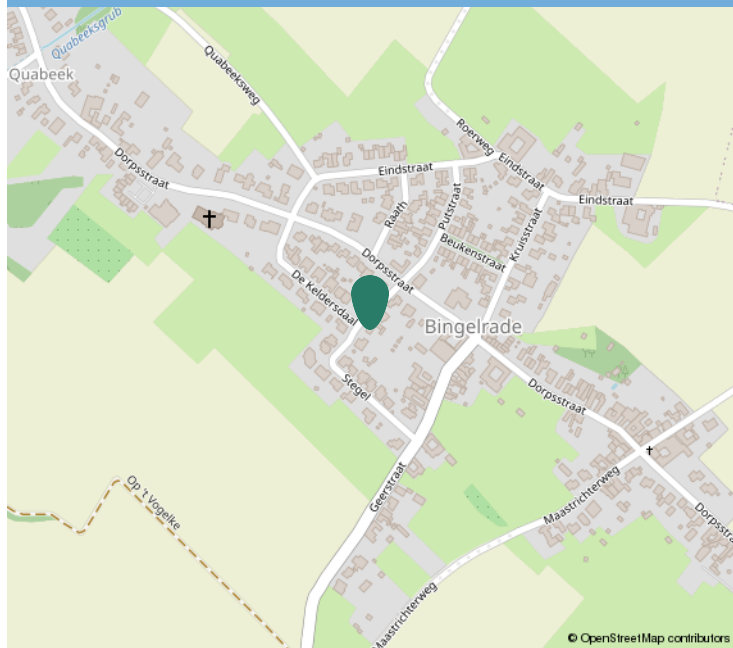 Quabeeksgrub
Quabeek
Quabeeksweg
Dorpsstraat
Roerweg
Eindstraat
Eindstraat
Eindstraat
Raath
Putstraat
Kruisstraat
Beukenstraat
Dorpsstraat
De Keldersdaal
Bingelrade
Stegel
Dorpsstraat
Geerstraat
Maastrichterweg
Op 't Vogelke
Dorpsstra
Maastrichterweg
© OpenStreetMap contributors